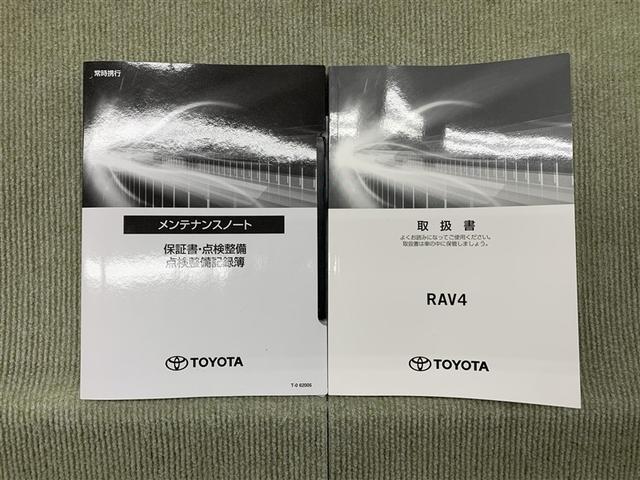 常時携行
メンテナンスノート
保証書・点検整備
点検整備記録簿
TOYOTA
T-0 62005
取扱書
よくお読みになってご使用ください。
取扱書は車の中に保管しましょう。
RAV4
TOYOTA